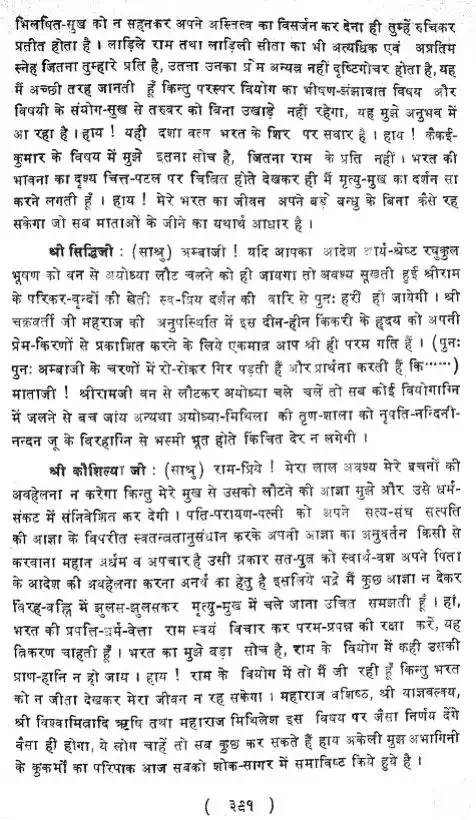 भिलषित-सुख को न सहनकर अपने अस्तित्व का विसर्जन कर देना ही तुम्हें रुचिकर
प्रतीत होता है । लाड़िले राम तथा लाड़िली सीता का भी अत्यधिक एवं अप्रतिम
स्नेह जितना तुम्हारे प्रति है, उतना उनका प्रेम अन्यत्र नहीं दृष्टिगोचर होता है, यह
मैं अच्छी तरह जानती हूँ किन्तु परस्पर वियोग का भीषण-झंझावात विषय और
विषयी के संयोग-सुख से तरुवर को बिना उखाड़े नहीं रहेगा, यह मुझे अनुभव में
आ रहा है । हाय ! यही दशा वत्स भरत के शिर पर सवार है । हाय ! कैकई-
कुमार के विषय में मुझे इतना सोच है, जितना राम के प्रति नहीं । भरत की
भावना का दृश्य चित्त-पटल पर चित्रित होते देखकर ही मैं मृत्यु-मुख का दर्शन सा
करने लगती हूँ । हाय ! मेरे भरत का जीवन अपने बड़े बन्धु के बिना कैसे रह
सकेगा जो सब माताओं के जीने का यथार्थ आधार है ।
श्री सिद्धिजी : (साश्रु) अम्बाजी ! यदि आपका आदेश आर्य-श्रेष्ट रघुकुल
भूषण को वन से अयोध्या लौट चलने को ही जायगा तो अवश्य सूखती हुई श्रीराम
के परिकर-वृन्दों की खेती स्व-प्रिय दर्शन की वारि से पुनः हरी हो जायेगी । श्री
चक्रवर्ती जी महराज की अनुपस्थिति में इस दीन-हीन किंकरी के हृदय को अपनी
प्रेम-किरणों से प्रकाशित करने के लिये एकमात्र आप श्री ही परम गति हैं । (पुनः
पुनः अम्बाजी के चरणों में रो-रोकर गिर पड़ती हैं और प्रार्थना करती हैं कि······)
माताजी ! श्रीरामजी वन से लौटकर अयोध्या चले चलें तो सब कोई वियोगाग्नि
में जलने से बच जांय अन्यथा अयोध्या-मिथिला की तृण-शाला को नृपति-नन्दिनी-
नन्दन जू के विरहाग्नि से भस्मी भूत होते किंचित देर न लगेगी ।
श्री कौशिल्या जी : (साश्रु) राम-प्रिये ! मेरा लाल अवश्य मेरे बचनों की
अवहेलना न करेगा किन्तु मेरे मुख से उसको लौटने की आज्ञा मुझे और उसे धर्म-
संकट में संनिवेशित कर देगी । पति-परायण-पत्नी को अपने सत्य-संध सत्पति
की आज्ञा के विपरीत स्वतन्त्रतानुसंधान करके अपनी आज्ञा का अनुवर्तन किसी से
करवाना महान अर्धम व अपचार है उसी प्रकार सत-पुत्र को स्वार्थ-वश अपने पिता
के आदेश की अवहेलना करना अनर्थ का हेतु है इसलिये भद्रे मैं कुछ आज्ञा न देकर
विरह-वह्नि में झुलस-झुलसकर मृत्यु-मुख में चले जाना उचित समझती हूँ । हां,
भरत की प्रपत्ति-धर्म-वेत्ता राम स्वयं विचार कर परम-प्रपन्न की रक्षा करें, यह
त्रिकरण चाहती हूँ । भरत का मुझे बड़ा सोच है, राम के वियोग में कही उसकी
प्राण-हानि न हो जाय । हाय ! राम के वियोग में तो मैं जी रही हूँ किन्तु भरत
को न जीता देखकर मेरा जीवन न रह सकेगा । महाराज वशिष्ठ, श्री याज्ञवल्क्य,
श्री विश्वामित्रादि ऋषि तथा महाराज मिथिलेश इस विषय पर जैसा निर्णय देंगे
वैसा ही होगा, ये लोग चाहें तो सब कुछ कर सकते हैं हाय अकेली मुझ अभागिनी
के कुकर्मों का परिपाक आज सबको शोक-सागर में समाविष्ट किये हुये है ।
( ३९१ )